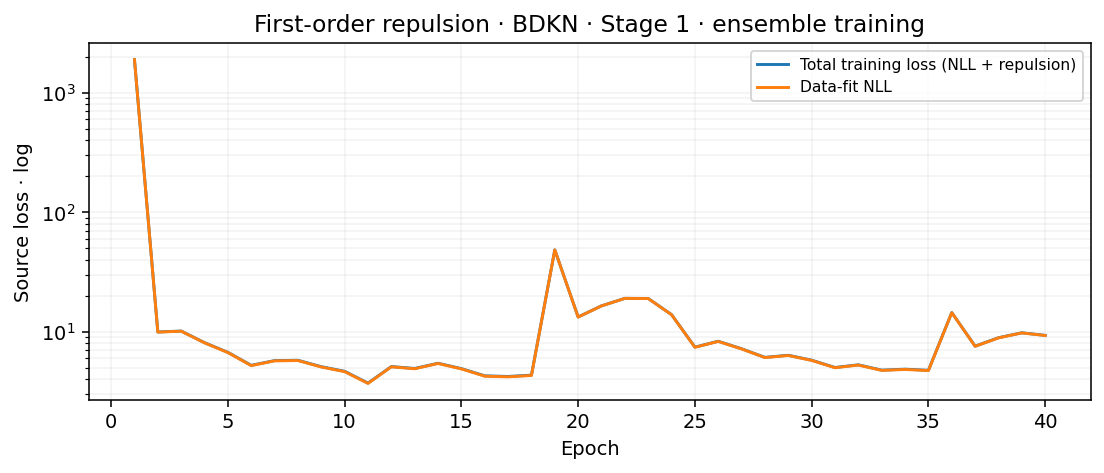 First-order repulsion · BDKN · Stage 1 · ensemble training
Total training loss (NLL + repulsion)
Data-fit NLL
Source loss · log
10³
10²
10¹
0 5 10 15 20 25 30 35 40
Epoch